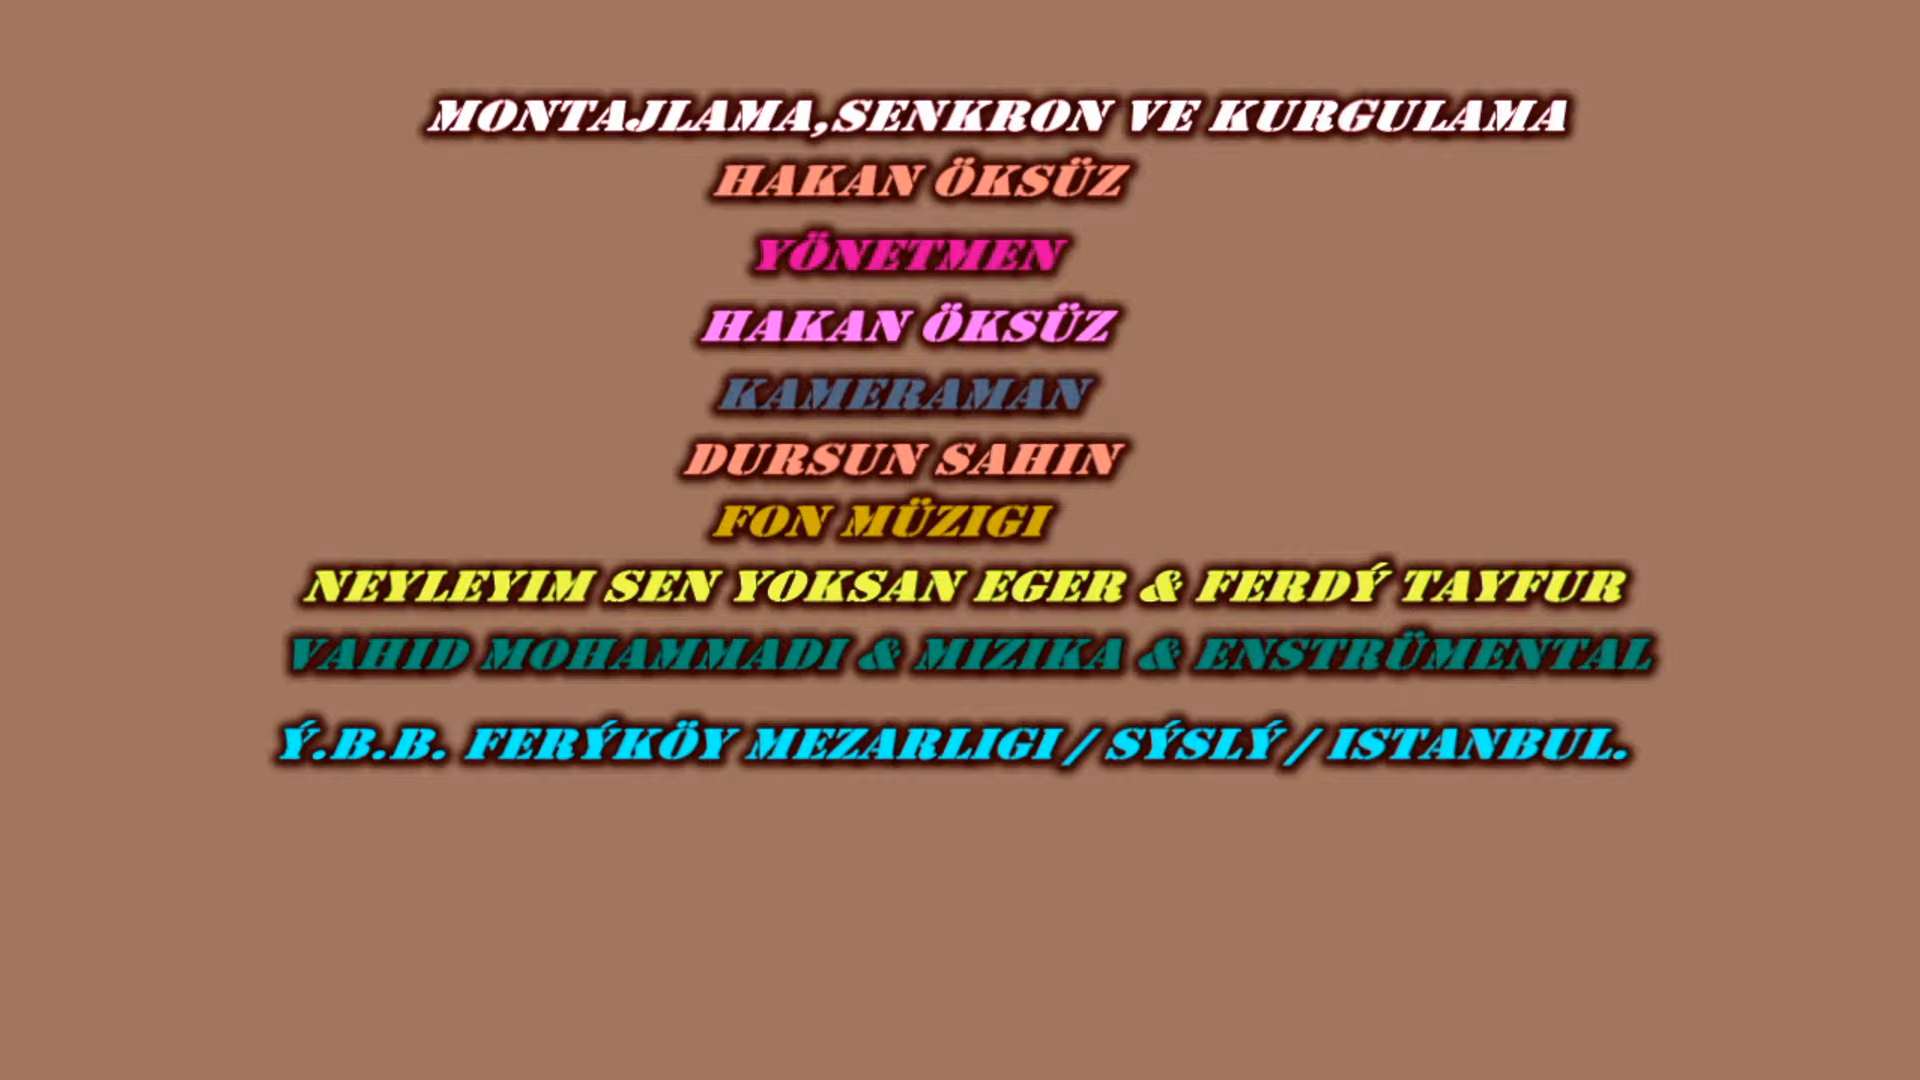 MONTAJLAMA,SENKRON VE KURGULAMA
HAKAN ÖKSÜZ
YÖNETMEN
HAKAN ÖKSÜZ
KAMERAMAN
DURSUN SAHIN
FON MÜZIGI
NEYLEYIM SEN YOKSAN EGER & FERDÝ TAYFUR
VAHID MOHAMMADI & MIZIKA & ENSTRÜMENTAL
Ý.B.B. FERÝKÖY MEZARLIGI / SÝSLÝ / ISTANBUL.